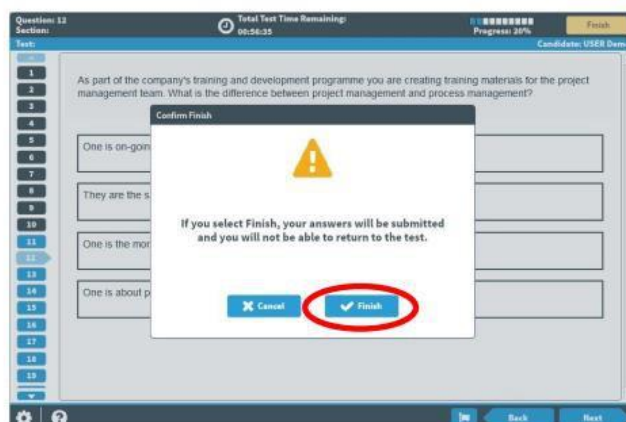 Question: 12
Section:
Total Test Time Remaining:
00:56:35
Progress: 20%
Finish
Test:
Candidate: USER Dem
1
2
3
4
5
6
7
8
9
10
11
12
13
14
15
16
17
18
19
As part of the company's training and development programme you are creating training materials for the project
management team. What is the difference between project management and process management?
Confirm Finish
One is on-goin
They are the s
If you select Finish, your answers will be submitted
and you will not be able to return to the test.
One is the mor
One is about p
Cancel
Finish
Back
Next